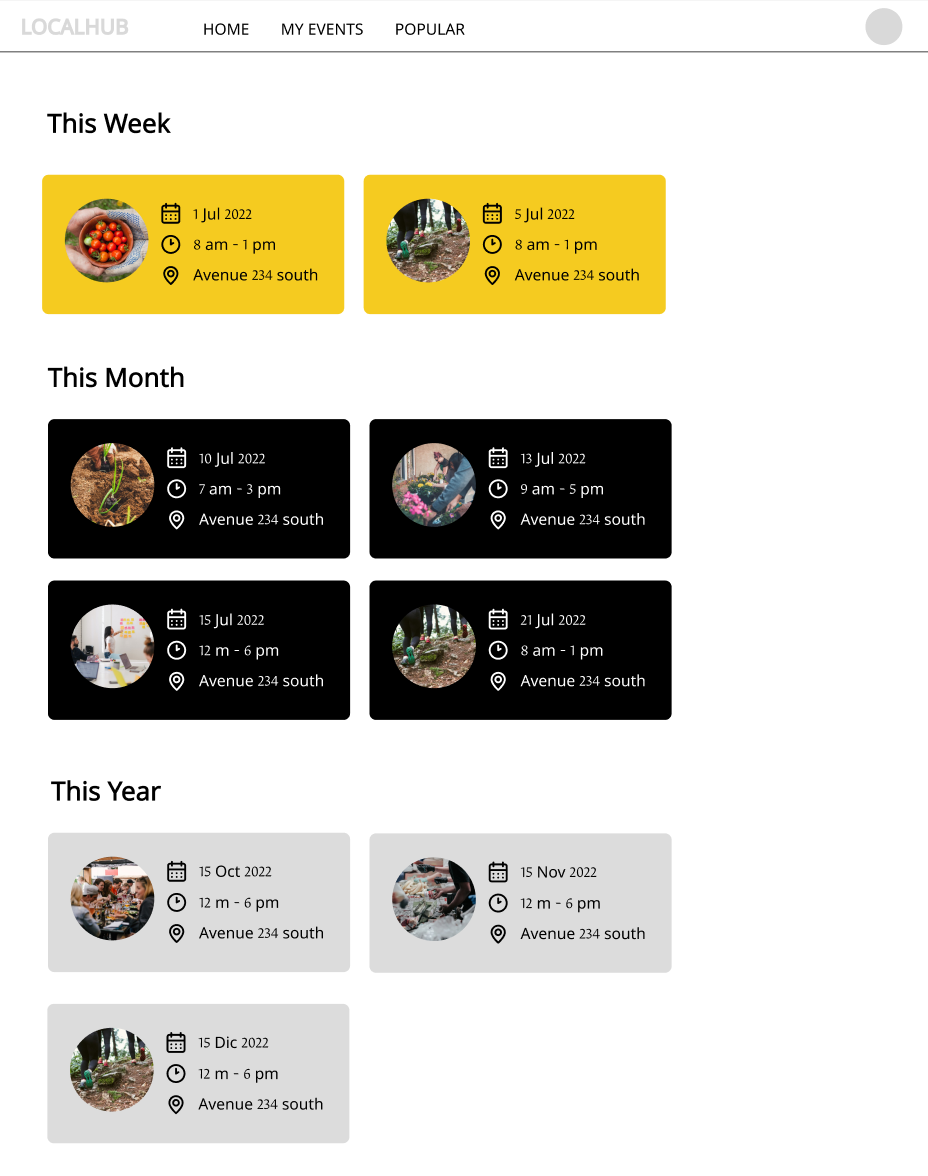 LOCALHUB
HOME MY EVENTS POPULAR
This Week
1 Jul 2022
8 am - 1 pm
Avenue 234 south
5 Jul 2022
8 am - 1 pm
Avenue 234 south
This Month
10 Jul 2022
7 am - 3 pm
Avenue 234 south
13 Jul 2022
9 am - 5 pm
Avenue 234 south
15 Jul 2022
12 m - 6 pm
Avenue 234 south
21 Jul 2022
8 am - 1 pm
Avenue 234 south
This Year
15 Oct 2022
12 m - 6 pm
Avenue 234 south
15 Nov 2022
12 m - 6 pm
Avenue 234 south
15 Dic 2022
12 m - 6 pm
Avenue 234 south